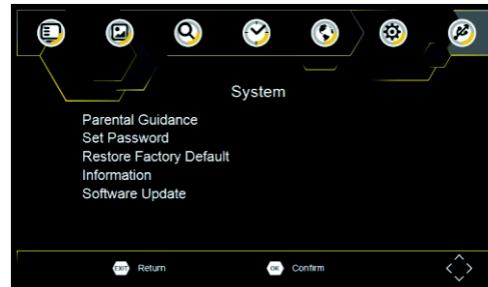 System
Parental Guidance
Set Password
Restore Factory Default
Information
Software Update
EXIT Return OK Confirm